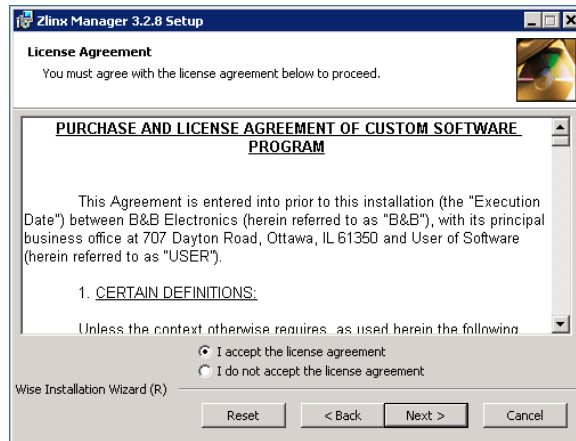 Zlinx Manager 3.2.8 Setup
License Agreement
You must agree with the license agreement below to proceed.
PURCHASE AND LICENSE AGREEMENT OF CUSTOM SOFTWARE
PROGRAM
This Agreement is entered into prior to this installation (the "Execution
Date") between B&B Electronics (herein referred to as "B&B"), with its principal
business office at 707 Dayton Road, Ottawa, IL 61350 and User of Software
(herein referred to as "USER").
1. CERTAIN DEFINITIONS:
Unless the context otherwise requires, as used herein the following
I accept the license agreement
I do not accept the license agreement
Wise Installation Wizard (R)
Reset < Back Next > Cancel